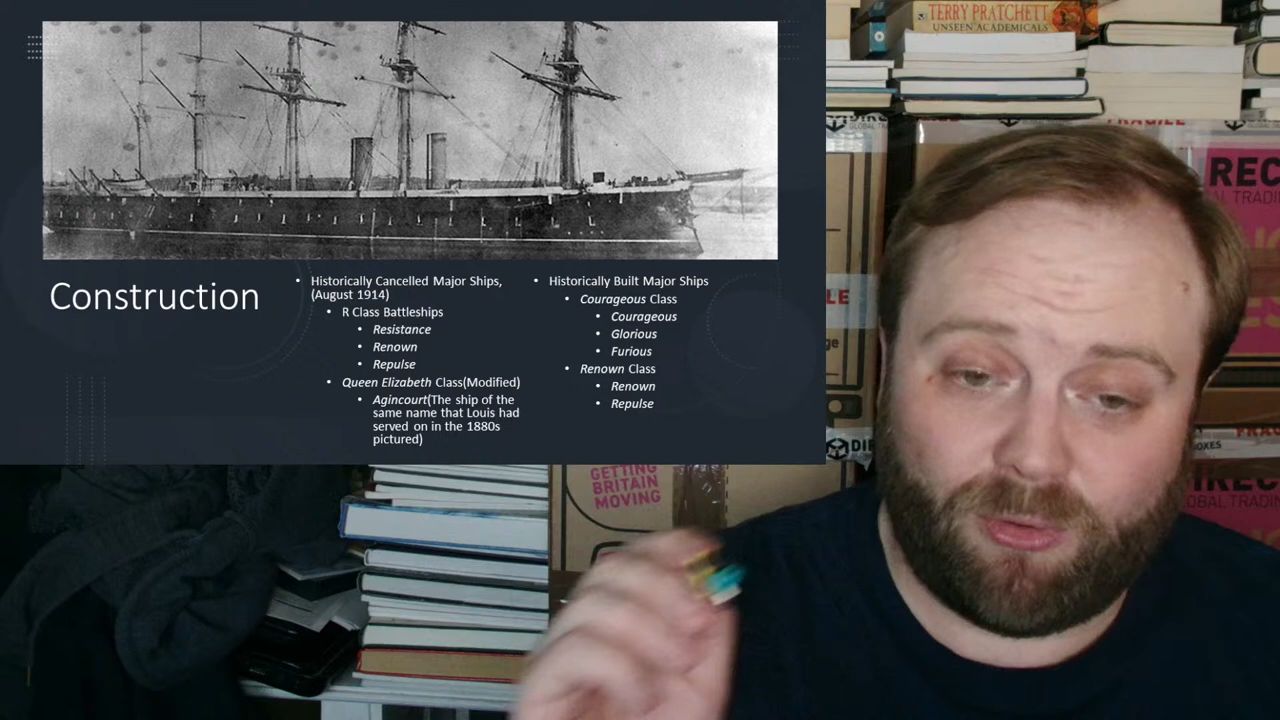 Construction
Historically Cancelled Major Ships,
(August 1914)
R Class Battleships
Resistance
Renown
Repulse
Queen Elizabeth Class(Modified)
Agincourt(The ship of the
same name that Louis had
served on in the 1880s
pictured)
Historically Built Major Ships
Courageous Class
Courageous
Glorious
Furious
Renown Class
Renown
Repulse
TERRY PRATCHETT
UNSEEN ACADEMICALS
FRAGILE
REC
GETTING
BRITAIN
MOVING